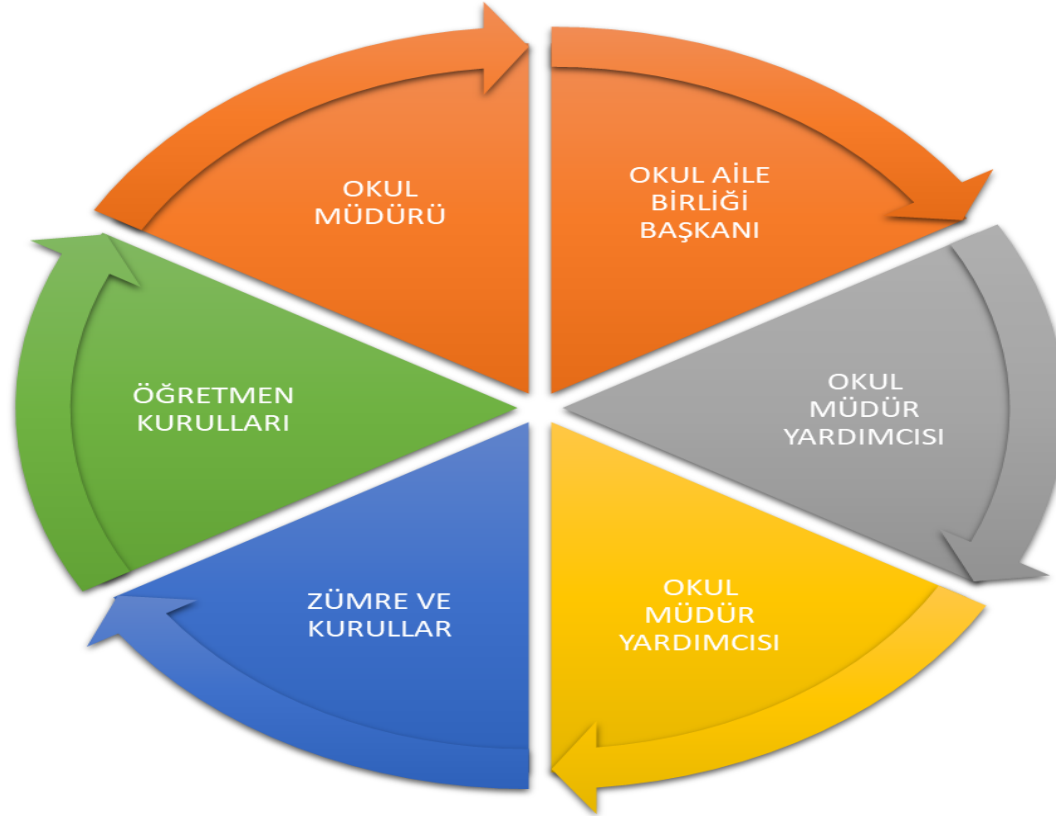 OKUL
MÜDÜRÜ
OKUL AİLE
BİRLİĞİ
BAŞKANI
OKUL
MÜDÜR
YARDIMCISI
OKUL
MÜDÜR
YARDIMCISI
ZÜMRE VE
KURULLAR
ÖĞRETMEN
KURULLARI